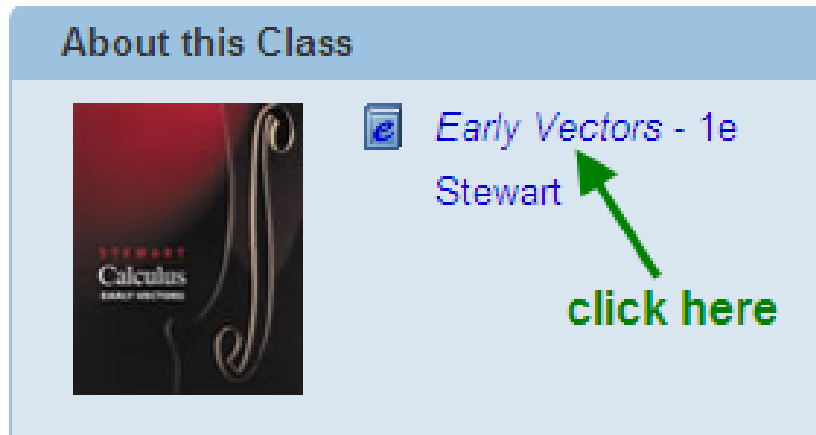 About this Class
e
Early Vectors - 1e
Stewart
STEWART
Calculus
EARLY VECTORS
click here